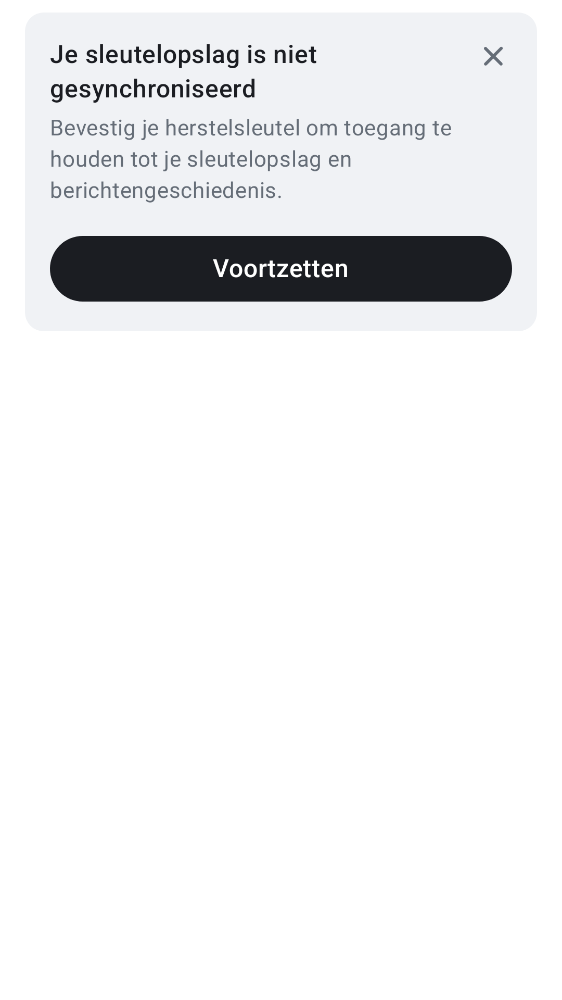 Je sleutelopslag is niet
gesynchroniseerd
Bevestig je herstelsleutel om toegang te
houden tot je sleutelopslag en
berichtengeschiedenis.
Voortzetten